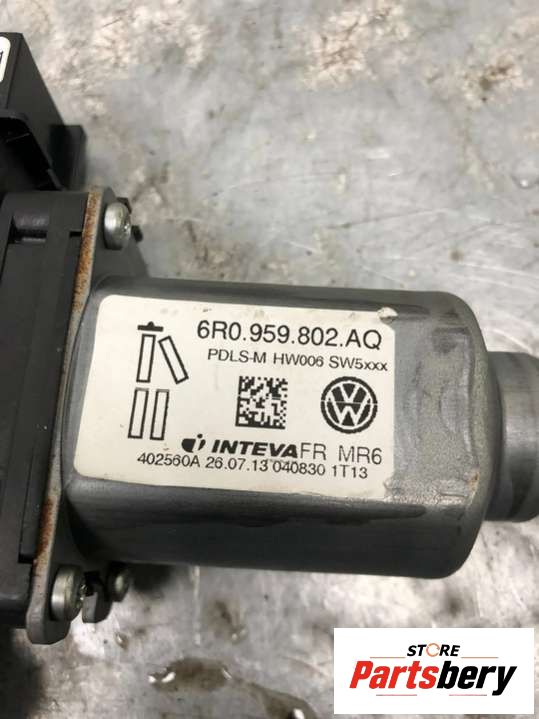 6R0.959.802.AQ
PDLS-M HW006 SW5xxx
INTEVA FR MR6
402560A 26.07.13 040830 1T13
STORE
Partsbery